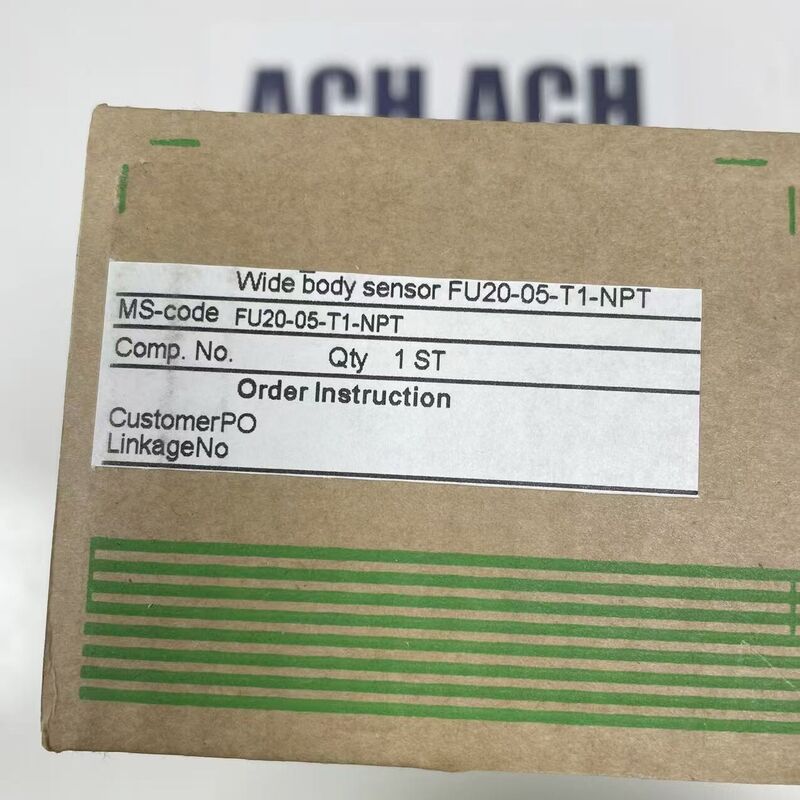 ACH ACH
Wide body sensor FU20-05-T1-NPT
MS-code FU20-05-T1-NPT
Comp. No. Qty 1 ST
Order Instruction
CustomerPO
LinkageNo